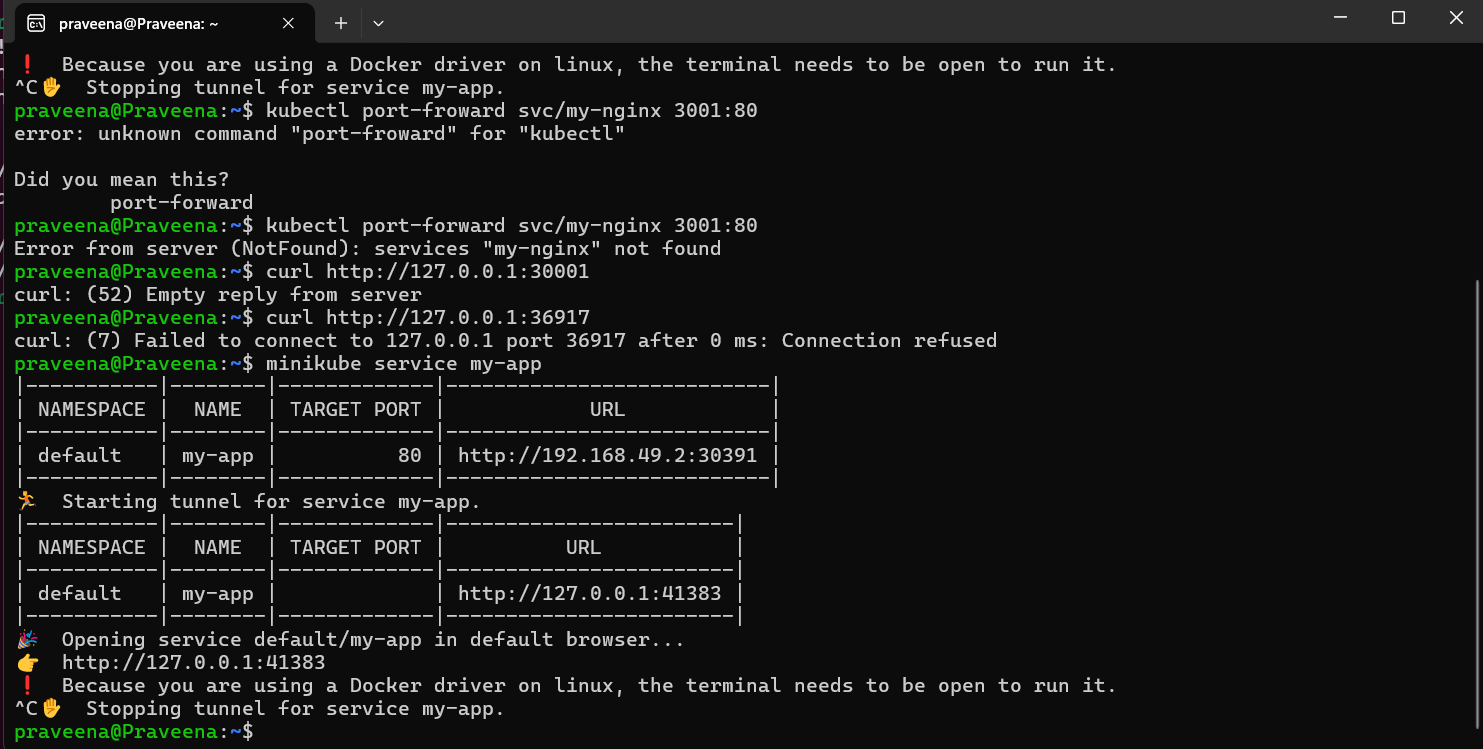 praveena@Praveena: ~
❗  Because you are using a Docker driver on linux, the terminal needs to be open to run it.
^C✋  Stopping tunnel for service my-app.
praveena@Praveena:~$ kubectl port-froward svc/my-nginx 3001:80
error: unknown command "port-froward" for "kubectl"
Did you mean this?
        port-forward
praveena@Praveena:~$ kubectl port-forward svc/my-nginx 3001:80
Error from server (NotFound): services "my-nginx" not found
praveena@Praveena:~$ curl http://127.0.0.1:30001
curl: (52) Empty reply from server
praveena@Praveena:~$ curl http://127.0.0.1:36917
curl: (7) Failed to connect to 127.0.0.1 port 36917 after 0 ms: Connection refused
praveena@Praveena:~$ minikube service my-app
|-----------|--------|-------------|---------------------------|
| NAMESPACE |  NAME  | TARGET PORT |            URL            |
|-----------|--------|-------------|---------------------------|
| default   | my-app |          80 | http://192.168.49.2:30391 |
|-----------|--------|-------------|---------------------------|
🏃  Starting tunnel for service my-app.
|-----------|--------|-------------|------------------------|
| NAMESPACE |  NAME  | TARGET PORT |          URL           |
|-----------|--------|-------------|------------------------|
| default   | my-app |             | http://127.0.0.1:41383 |
|-----------|--------|-------------|------------------------|
🎉  Opening service default/my-app in default browser...
👉  http://127.0.0.1:41383
❗  Because you are using a Docker driver on linux, the terminal needs to be open to run it.
^C✋  Stopping tunnel for service my-app.
praveena@Praveena:~$